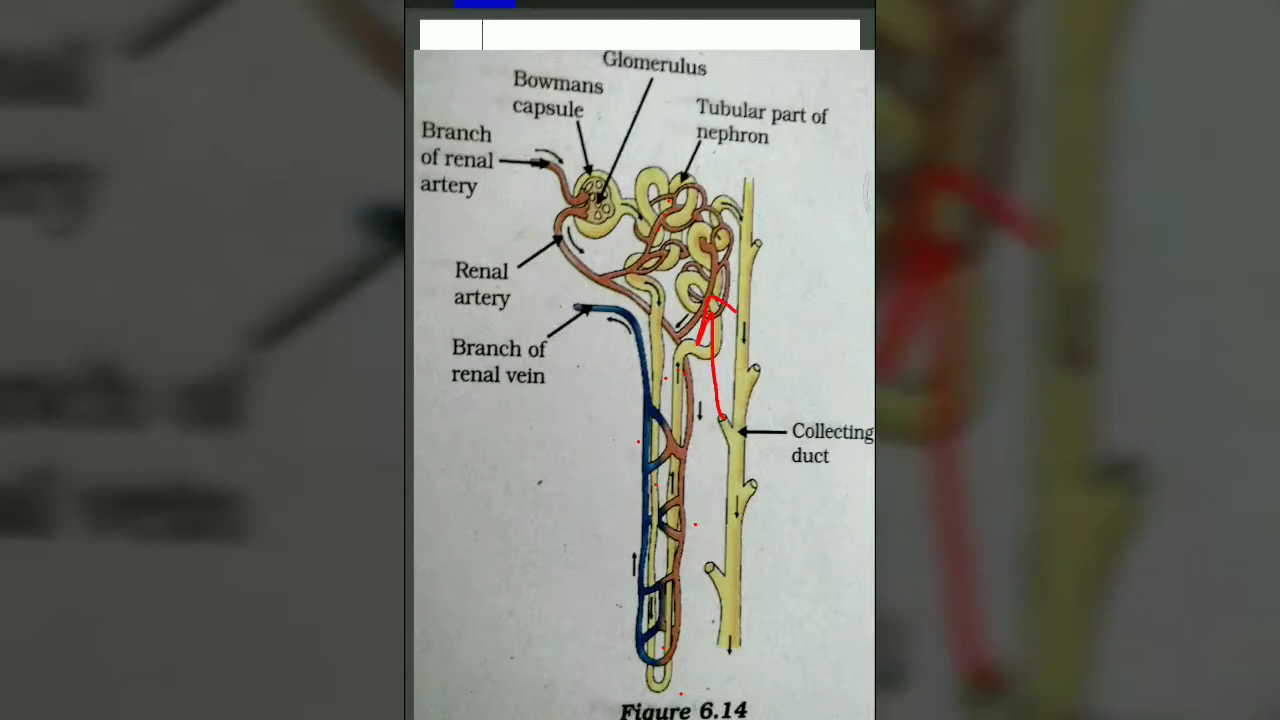 Glomerulus
Bowmans
capsule
Tubular part of
nephron
Branch
of renal
artery
Renal
artery
Branch of
renal vein
Collecting
duct
Figure 6.14